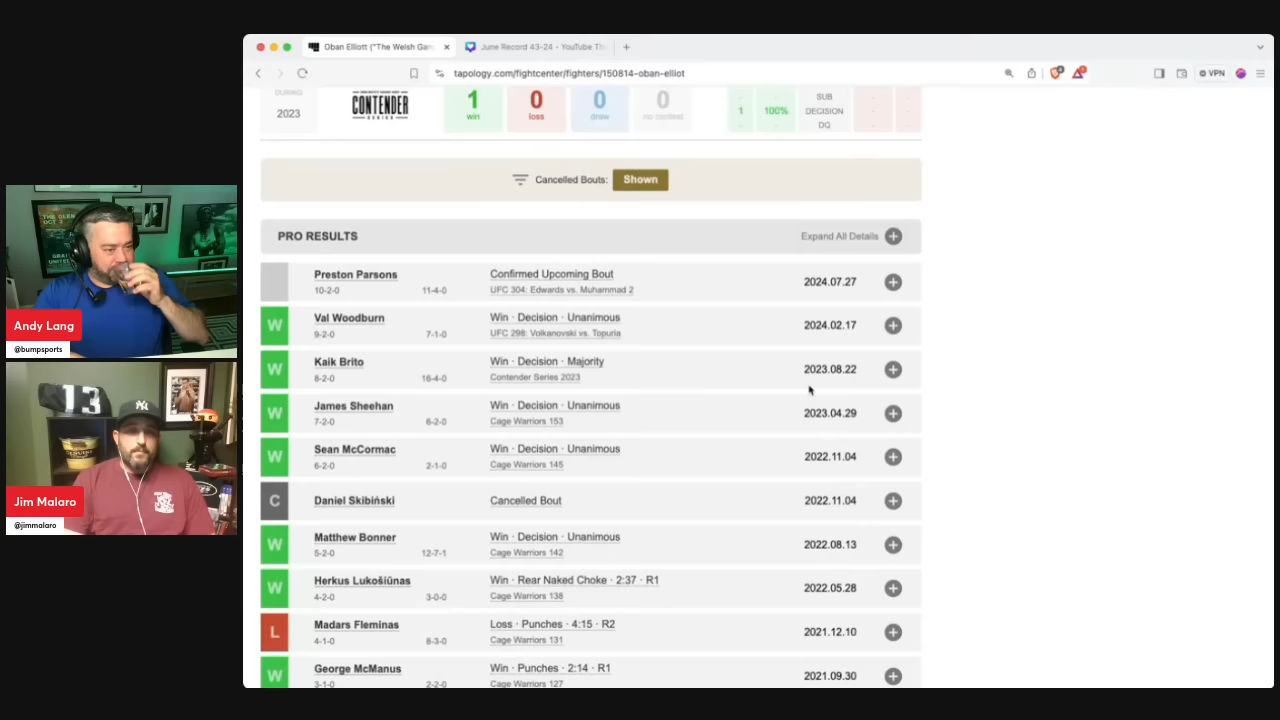 Oban Elliott ("The Welsh Gan
June Record 43-24 - YouTube Th
tapology.com/fightcenter/fighters/150814-oban-elliot
VPN
DURING
2023
CONTENDER
SERIES
1
win
0
loss
0
draw
0
no contest
1
100%
SUB
DECISION
DQ
Cancelled Bouts: Shown
PRO RESULTS
Expand All Details
Preston Parsons
Confirmed Upcoming Bout
10-2-0 11-4-0
UFC 304: Edwards vs. Muhammad 2
2024.07.27
W
Val Woodburn
Win · Decision · Unanimous
9-2-0 7-1-0
UFC 298: Volkanovski vs. Topuria
2024.02.17
W
Kaik Brito
Win · Decision · Majority
8-2-0 16-4-0
Contender Series 2023
2023.08.22
W
James Sheehan
Win · Decision · Unanimous
7-2-0 6-2-0
Cage Warriors 153
2023.04.29
W
Sean McCormac
Win · Decision · Unanimous
6-2-0 2-1-0
Cage Warriors 145
2022.11.04
C
Daniel Skibiński
Cancelled Bout
2022.11.04
W
Matthew Bonner
Win · Decision · Unanimous
5-2-0 12-7-1
Cage Warriors 142
2022.08.13
W
Herkus Lukošiūnas
Win · Rear Naked Choke · 2:37 · R1
4-2-0 3-0-0
Cage Warriors 138
2022.05.28
L
Madars Fleminas
Loss · Punches · 4:15 · R2
4-1-0 8-3-0
Cage Warriors 131
2021.12.10
W
George McManus
Win · Punches · 2:14 · R1
3-1-0 2-2-0
Cage Warriors 127
2021.09.30
THE GLEN
OCT 2
Andy Lang
@bumpsports
13
NY
Jim Malaro
@jimmalaro